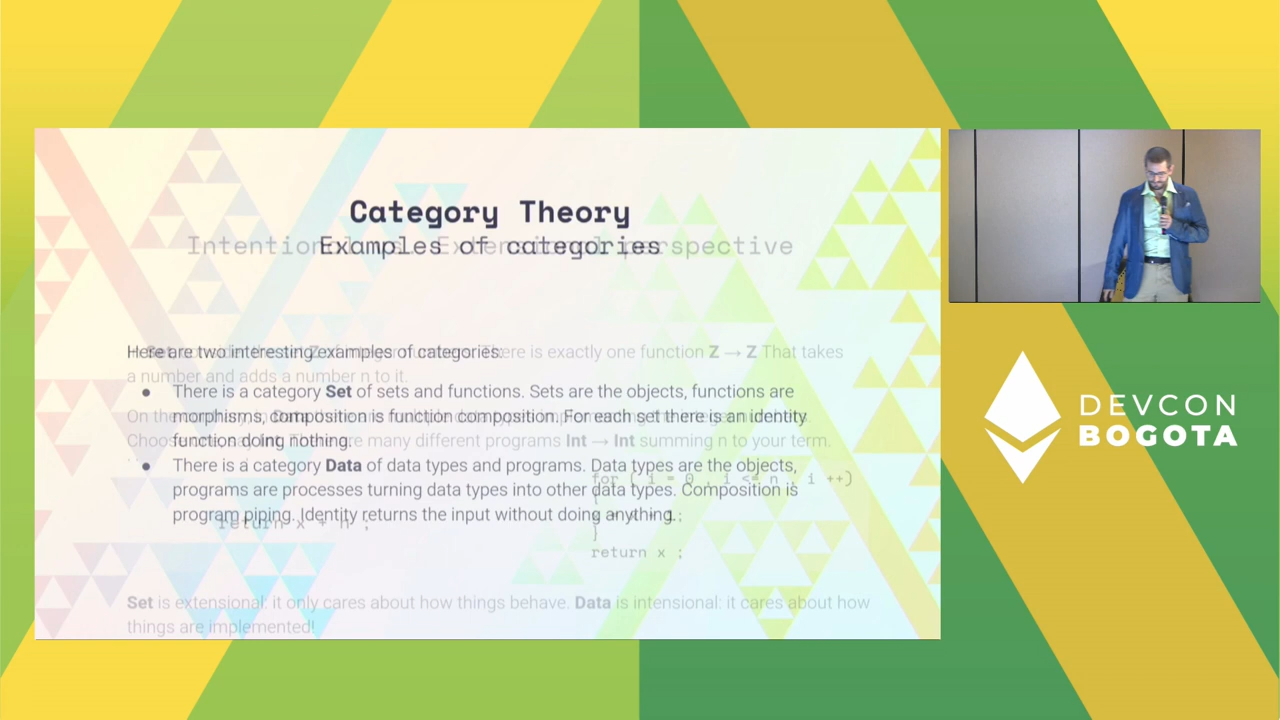 Category Theory
Examples of categories
Intentional Extensional perspective
Here are two interesting examples of categories:
There is exactly one function Z → Z That takes
a number and adds a number n to it.
● There is a category Set of sets and functions. Sets are the objects, functions are
morphisms, Composition is function composition. For each set there is an identity
function doing nothing.
On the
Choose There are many different programs Int → Int summing n to your term.
● There is a category Data of data types and programs. Data types are the objects,
programs are processes turning data types into other data types. Composition is
program piping. Identity returns the input without doing anything.
for ( i = 0 , i <= n , i ++)
{
return x + n ;
}
return x ;
Set is extensional: it only cares about how things behave. Data is intensional: it cares about how
things are implemented!
DEVCON
BOGOTA